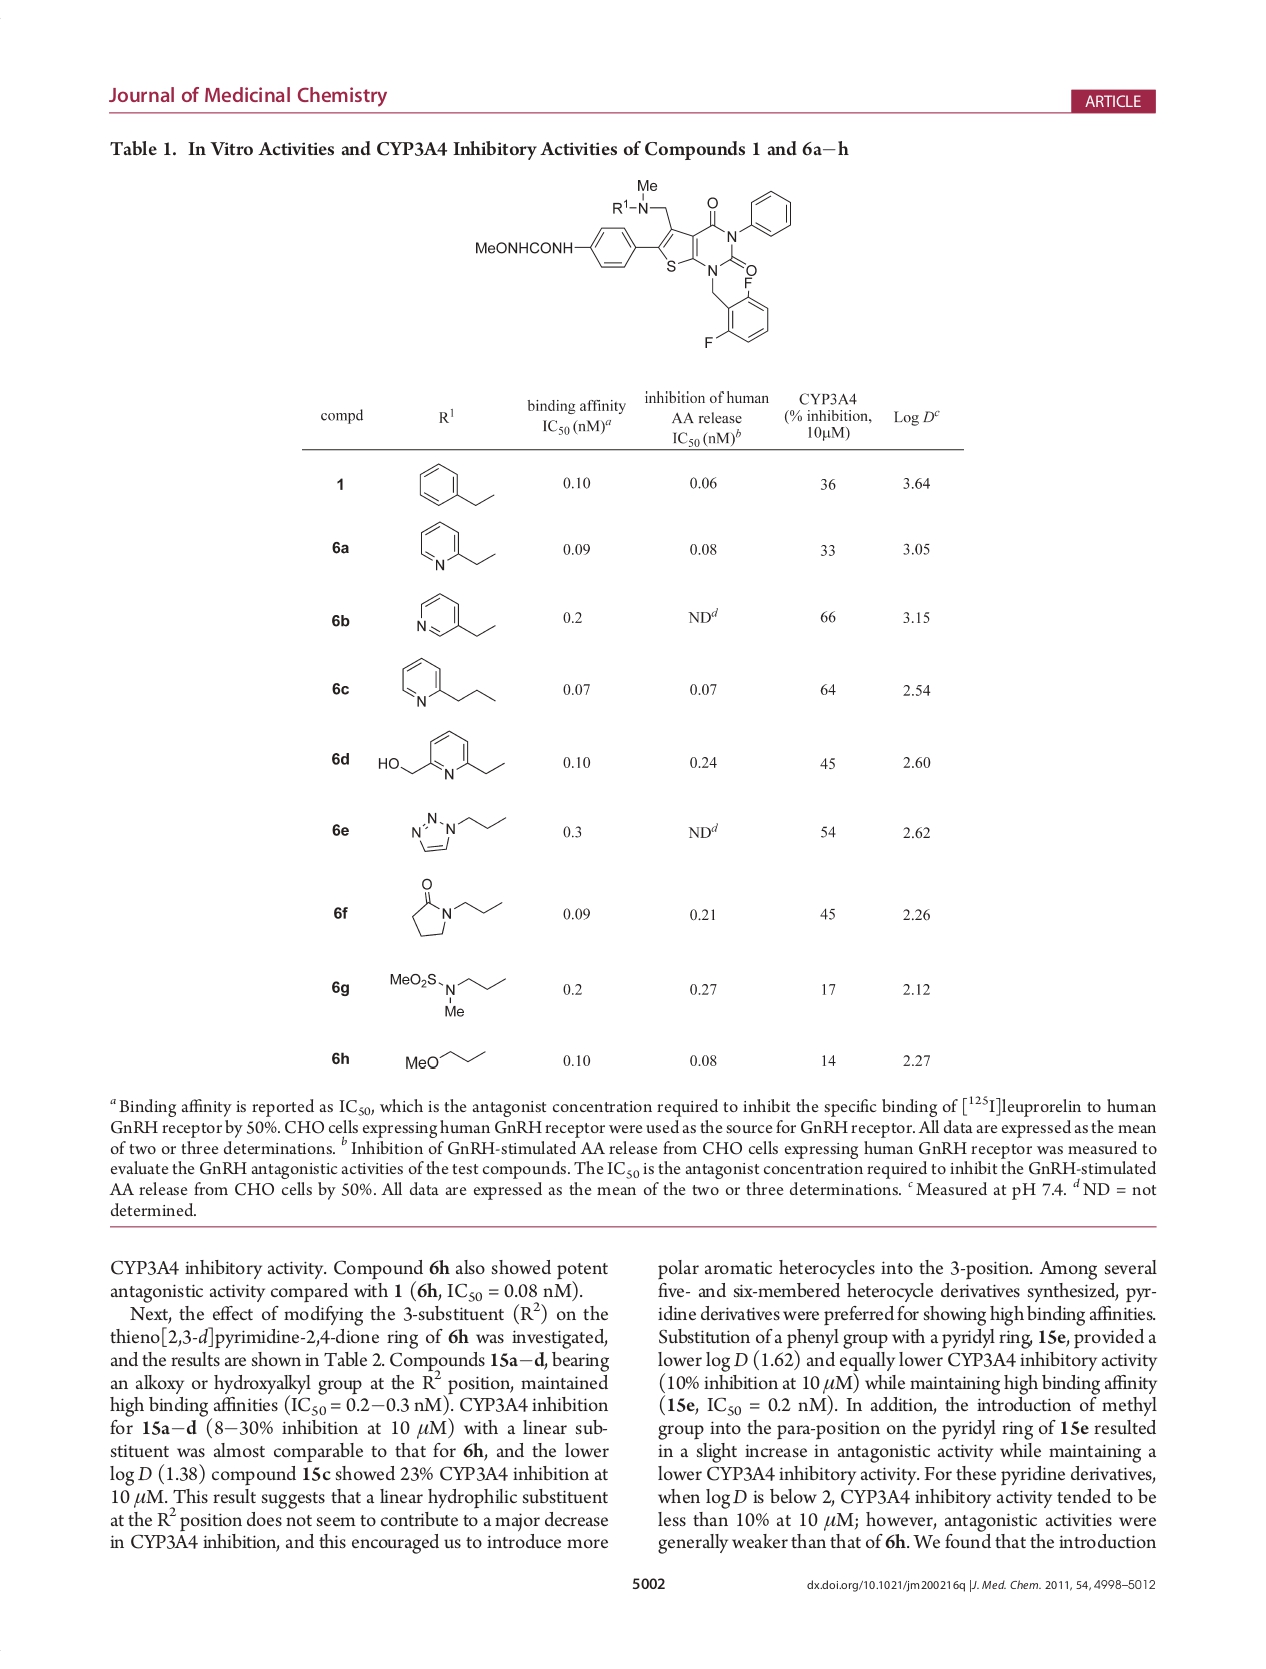 Journal of Medicinal Chemistry
ARTICLE
Table 1. In Vitro Activities and CYP3A4 Inhibitory Activities of Compounds 1 and 6a−h
Me
R1-N
O
MeONHCONH
N
S
N
O
F
F
compd
R1
binding affinity
IC50 (nM)a
inhibition of human
AA release
IC50 (nM)b
CYP3A4
(% inhibition,
10μM)
Log Dc
1
0.10
0.06
36
3.64
6a
N
0.09
0.08
33
3.05
6b
N
0.2
NDd
66
3.15
6c
N
0.07
0.07
64
2.54
6d
HO
N
0.10
0.24
45
2.60
6e
N
N
N
0.3
NDd
54
2.62
6f
O
N
0.09
0.21
45
2.26
6g
MeO2S
N
Me
0.2
0.27
17
2.12
6h
MeO
0.10
0.08
14
2.27
a Binding affinity is reported as IC50, which is the antagonist concentration required to inhibit the specific binding of [125I]leuprorelin to human
GnRH receptor by 50%. CHO cells expressing human GnRH receptor were used as the source for GnRH receptor. All data are expressed as the mean
of two or three determinations. b Inhibition of GnRH-stimulated AA release from CHO cells expressing human GnRH receptor was measured to
evaluate the GnRH antagonistic activities of the test compounds. The IC50 is the antagonist concentration required to inhibit the GnRH-stimulated
AA release from CHO cells by 50%. All data are expressed as the mean of the two or three determinations. c Measured at pH 7.4. d ND = not
determined.
CYP3A4 inhibitory activity. Compound 6h also showed potent
antagonistic activity compared with 1 (6h, IC50 = 0.08 nM).
Next, the effect of modifying the 3-substituent (R2) on the
thieno[2,3-d]pyrimidine-2,4-dione ring of 6h was investigated,
and the results are shown in Table 2. Compounds 15a−d, bearing
an alkoxy or hydroxyalkyl group at the R2 position, maintained
high binding affinities (IC50 = 0.2−0.3 nM). CYP3A4 inhibition
for 15a−d (8−30% inhibition at 10 μM) with a linear sub-
stituent was almost comparable to that for 6h, and the lower
log D (1.38) compound 15c showed 23% CYP3A4 inhibition at
10 μM. This result suggests that a linear hydrophilic substituent
at the R2 position does not seem to contribute to a major decrease
in CYP3A4 inhibition, and this encouraged us to introduce more
polar aromatic heterocycles into the 3-position. Among several
five- and six-membered heterocycle derivatives synthesized, pyr-
idine derivatives were preferred for showing high binding affinities.
Substitution of a phenyl group with a pyridyl ring, 15e, provided a
lower log D (1.62) and equally lower CYP3A4 inhibitory activity
(10% inhibition at 10 μM) while maintaining high binding affinity
(15e, IC50 = 0.2 nM). In addition, the introduction of methyl
group into the para-position on the pyridyl ring of 15e resulted
in a slight increase in antagonistic activity while maintaining a
lower CYP3A4 inhibitory activity. For these pyridine derivatives,
when log D is below 2, CYP3A4 inhibitory activity tended to be
less than 10% at 10 μM; however, antagonistic activities were
generally weaker than that of 6h. We found that the introduction
5002
dx.doi.org/10.1021/jm200216q |J. Med. Chem. 2011, 54, 4998–5012